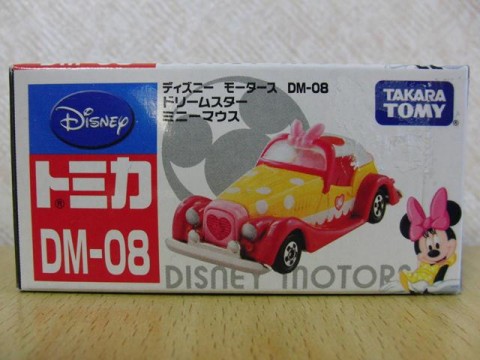 ディズニー モータース DM-08
ドリームスター
ミニーマウス
Disney
TAKARA
TOMY
トミカ
®
DM-08
DISNEY MOTORS